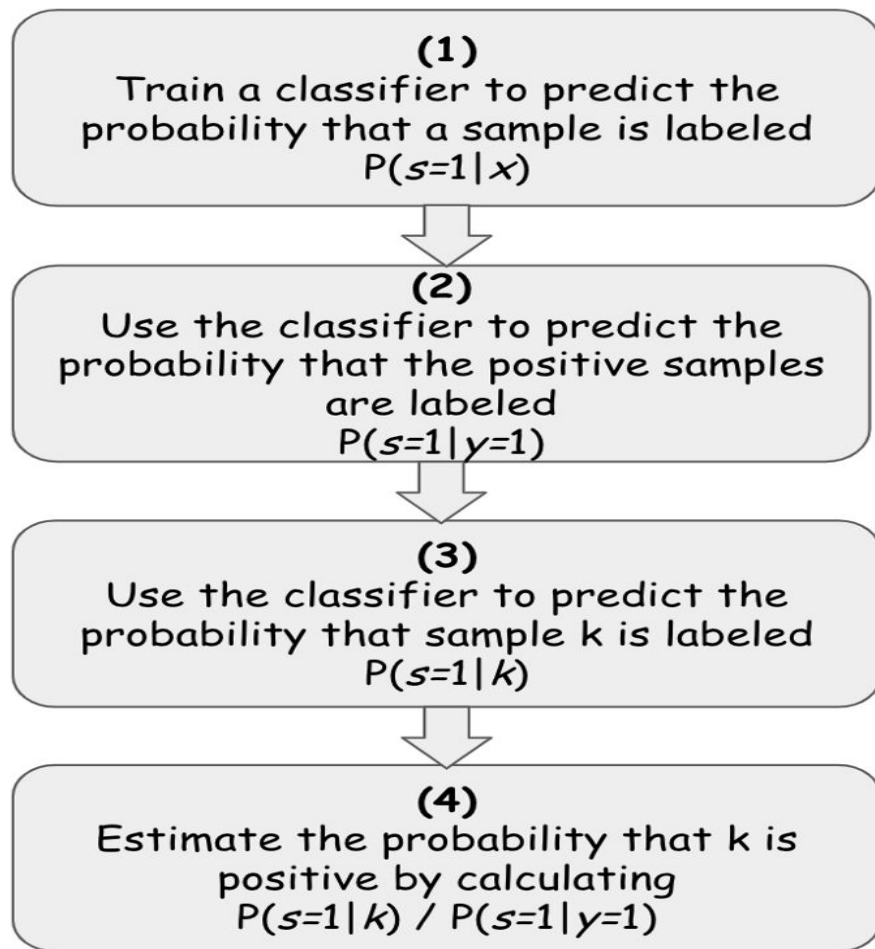 (1)
Train a classifier to predict the
probability that a sample is labeled
P(s=1|x)
(2)
Use the classifier to predict the
probability that the positive samples
are labeled
P(s=1|y=1)
(3)
Use the classifier to predict the
probability that sample k is labeled
P(s=1|k)
(4)
Estimate the probability that k is
positive by calculating
P(s=1|k) / P(s=1|y=1)